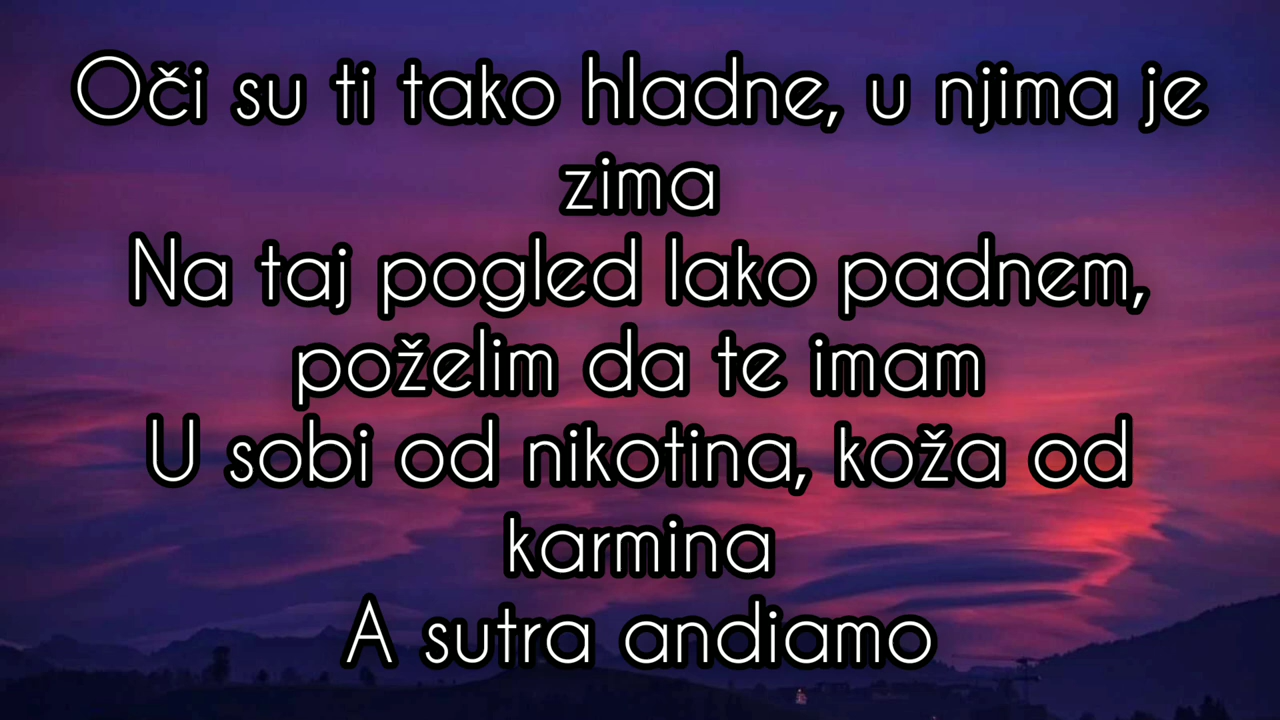 Oči su ti tako hladne, u njima je
zima
Na taj pogled lako padnem,
poželim da te imam
U sobi od nikotina, koža od
karmina
A sutra andiamo